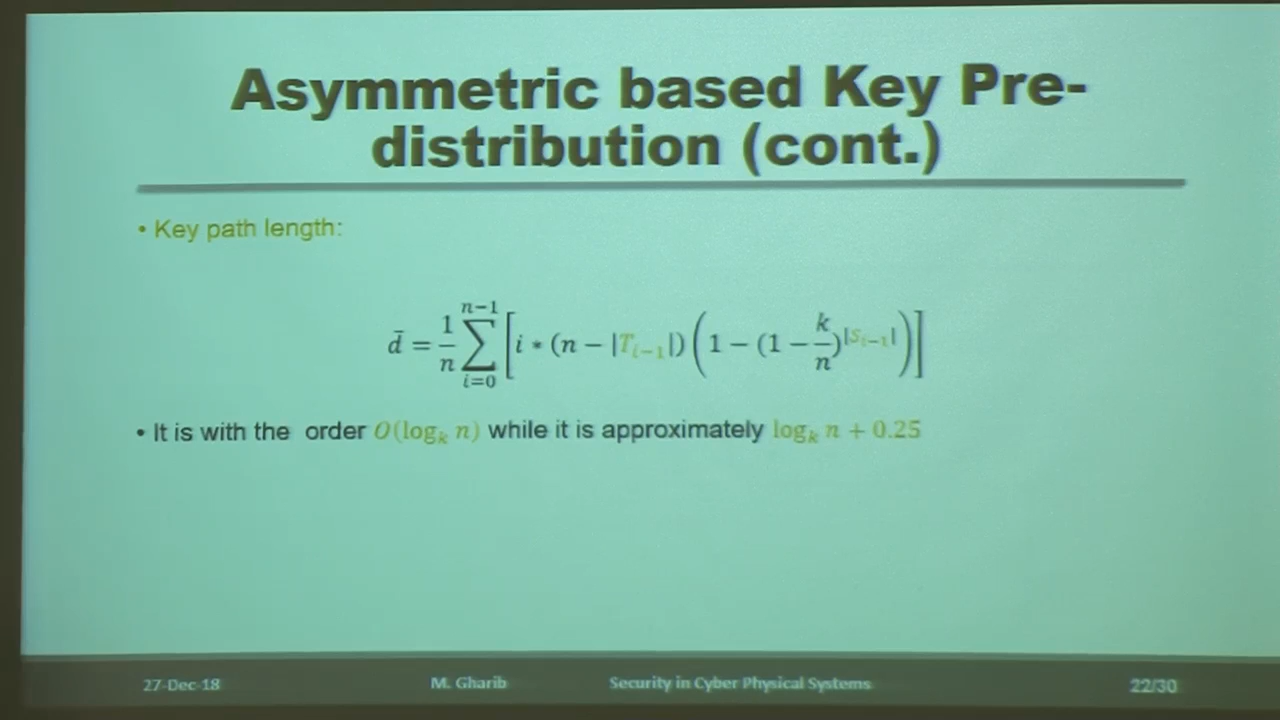 Asymmetric based Key Pre-
distribution (cont.)
• Key path length:
d̄ = 1/n ∑_{i=0}^{n−1} [ i * (n − |T_{i−1}|) ( 1 − (1 − k/n)^{|S_{i−1}|} ) ]
• It is with the order O(log_k n) while it is approximately log_k n + 0.25
27-Dec-18 M. Gharib Security in Cyber Physical Systems 22/30